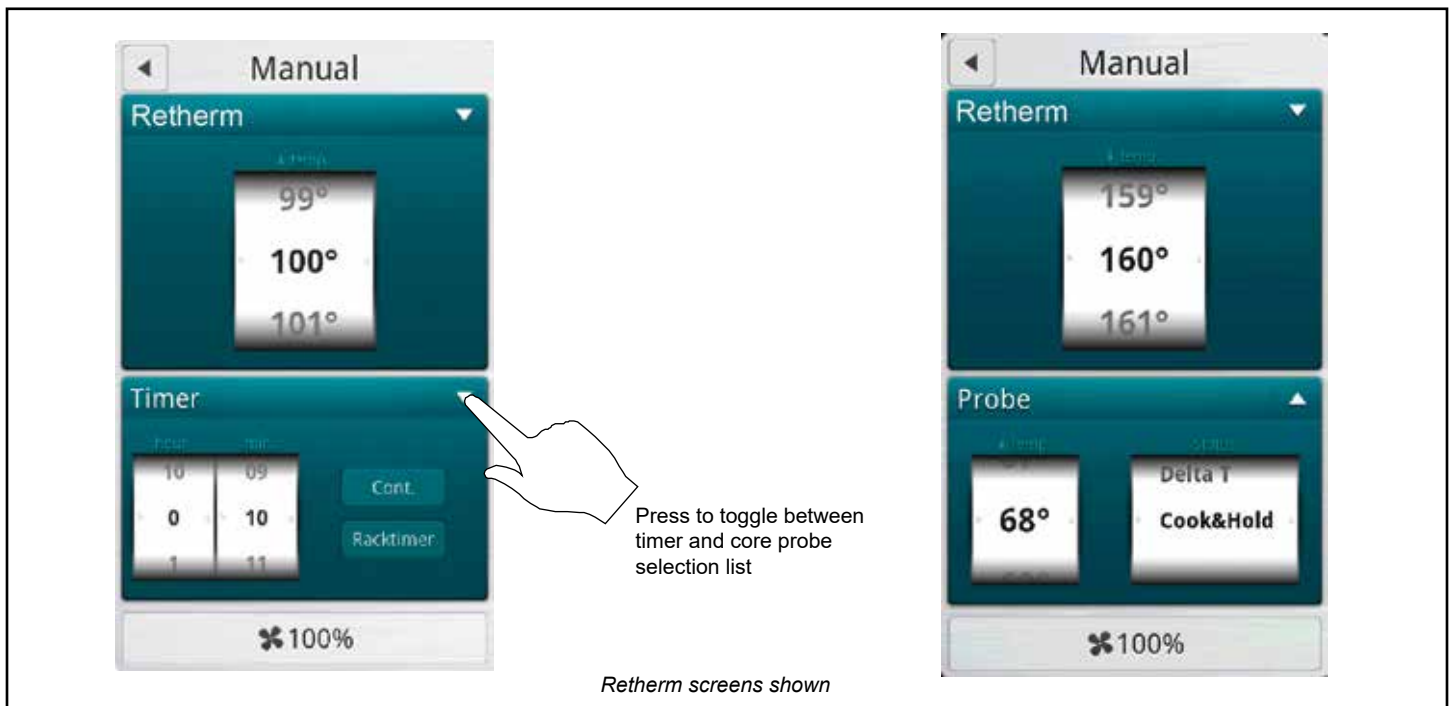 Manual
Retherm
99°
100°
101°
Timer
hour min
10 09
0 10
1 11
Cont.
Racktimer
100%
Press to toggle between
timer and core probe
selection list
Manual
Retherm
159°
160°
161°
Probe
68°
Delta T
Cook&Hold
100%
Retherm screens shown